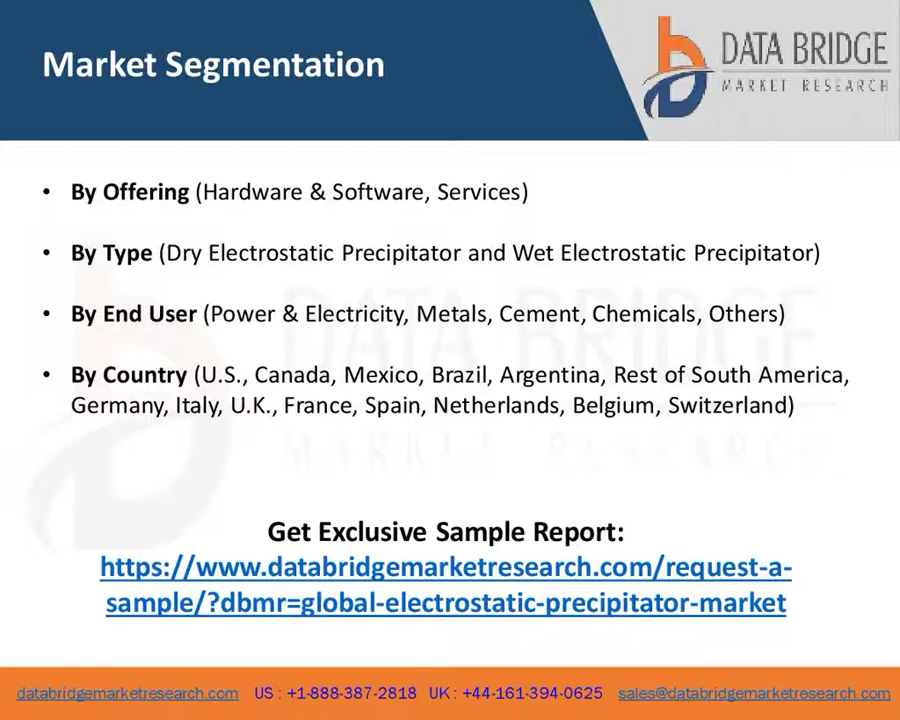 Market Segmentation
DATA BRIDGE
MARKET RESEARCH
• By Offering (Hardware & Software, Services)
• By Type (Dry Electrostatic Precipitator and Wet Electrostatic Precipitator)
• By End User (Power & Electricity, Metals, Cement, Chemicals, Others)
• By Country (U.S., Canada, Mexico, Brazil, Argentina, Rest of South America,
Germany, Italy, U.K., France, Spain, Netherlands, Belgium, Switzerland)
DATA BRIDGE
MARKET RESEARCH
Get Exclusive Sample Report:
https://www.databridgemarketresearch.com/request-a-
sample/?dbmr=global-electrostatic-precipitator-market
databridgemarketresearch.com US : +1-888-387-2818 UK : +44-161-394-0625 sales@databridgemarketresearch.com